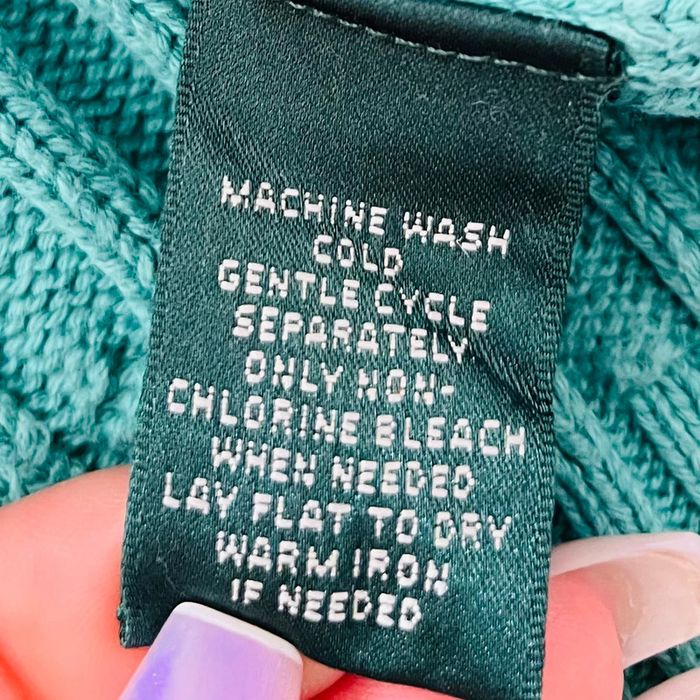 MACHINE WASH
COLD
GENTLE CYCLE
SEPARATELY
ONLY NON-
CHLORINE BLEACH
WHEN NEEDED
LAY FLAT TO DRY
WARM IRON
IF NEEDED